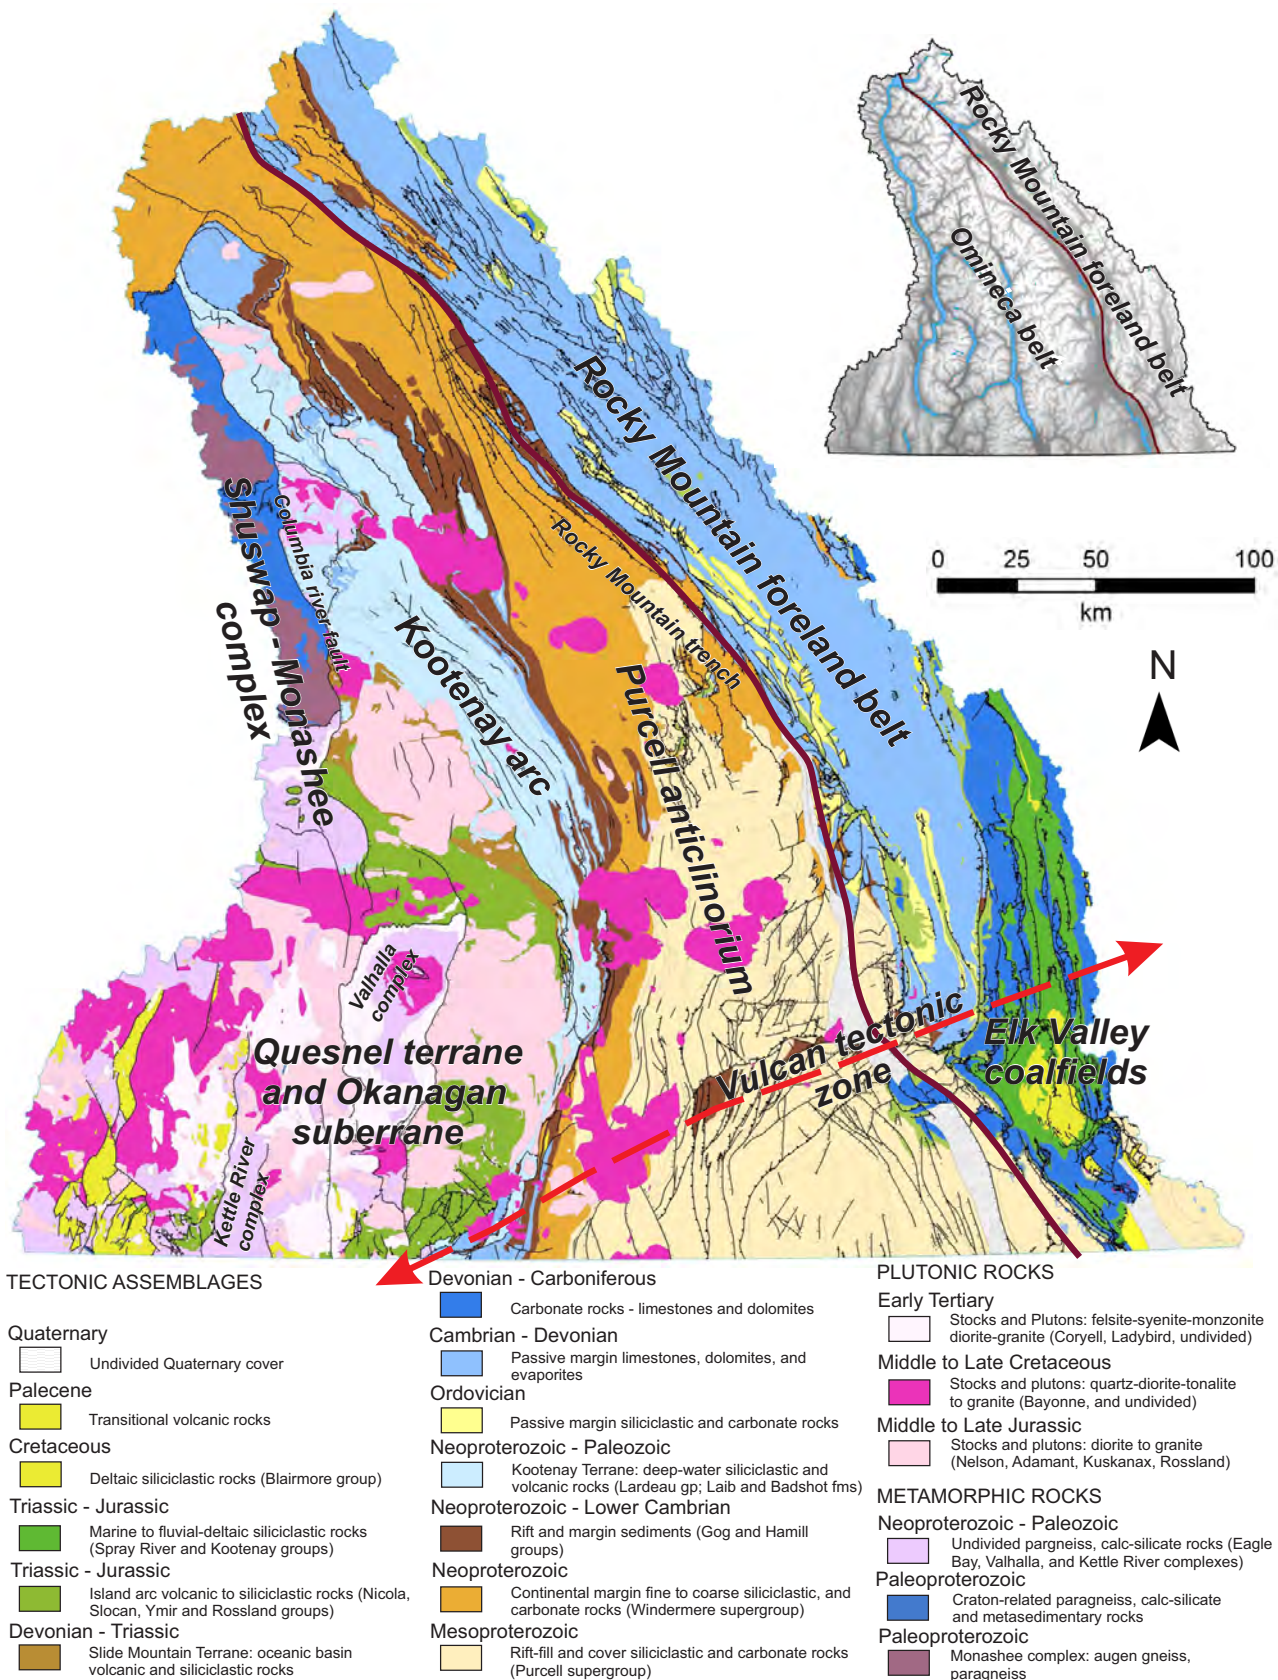 Rocky Mountain foreland belt
Omineca belt
Rocky Mountain foreland belt
Rocky Mountain trench
Shuswap - Monashee
complex
Columbia river fault
Kootenay arc
Purcell anticlinorium
0 25 50 100
km
N
Valhalla
complex
Quesnel terrane
and Okanagan
suberrane
Kettle River
complex
Vulcan tectonic
zone
Elk Valley
coalfields
TECTONIC ASSEMBLAGES
Quaternary
Undivided Quaternary cover
Palecene
Transitional volcanic rocks
Cretaceous
Deltaic siliciclastic rocks (Blairmore group)
Triassic - Jurassic
Marine to fluvial-deltaic siliciclastic rocks
(Spray River and Kootenay groups)
Triassic - Jurassic
Island arc volcanic to siliciclastic rocks (Nicola,
Slocan, Ymir and Rossland groups)
Devonian - Triassic
Slide Mountain Terrane: oceanic basin
volcanic and siliciclastic rocks
Devonian - Carboniferous
Carbonate rocks - limestones and dolomites
Cambrian - Devonian
Passive margin limestones, dolomites, and
evaporites
Ordovician
Passive margin siliciclastic and carbonate rocks
Neoproterozoic - Paleozoic
Kootenay Terrane: deep-water siliciclastic and
volcanic rocks (Lardeau gp; Laib and Badshot fms)
Neoproterozoic - Lower Cambrian
Rift and margin sediments (Gog and Hamill
groups)
Neoproterozoic
Continental margin fine to coarse siliciclastic, and
carbonate rocks (Windermere supergroup)
Mesoproterozoic
Rift-fill and cover siliciclastic and carbonate rocks
(Purcell supergroup)
PLUTONIC ROCKS
Early Tertiary
Stocks and Plutons: felsite-syenite-monzonite
diorite-granite (Coryell, Ladybird, undivided)
Middle to Late Cretaceous
Stocks and plutons: quartz-diorite-tonalite
to granite (Bayonne, and undivided)
Middle to Late Jurassic
Stocks and plutons: diorite to granite
(Nelson, Adamant, Kuskanax, Rossland)
METAMORPHIC ROCKS
Neoproterozoic - Paleozoic
Undivided pargneiss, calc-silicate rocks (Eagle
Bay, Valhalla, and Kettle River complexes)
Paleoproterozoic
Craton-related paragneiss, calc-silicate
and metasedimentary rocks
Paleoproterozoic
Monashee complex: augen gneiss,
paragneiss